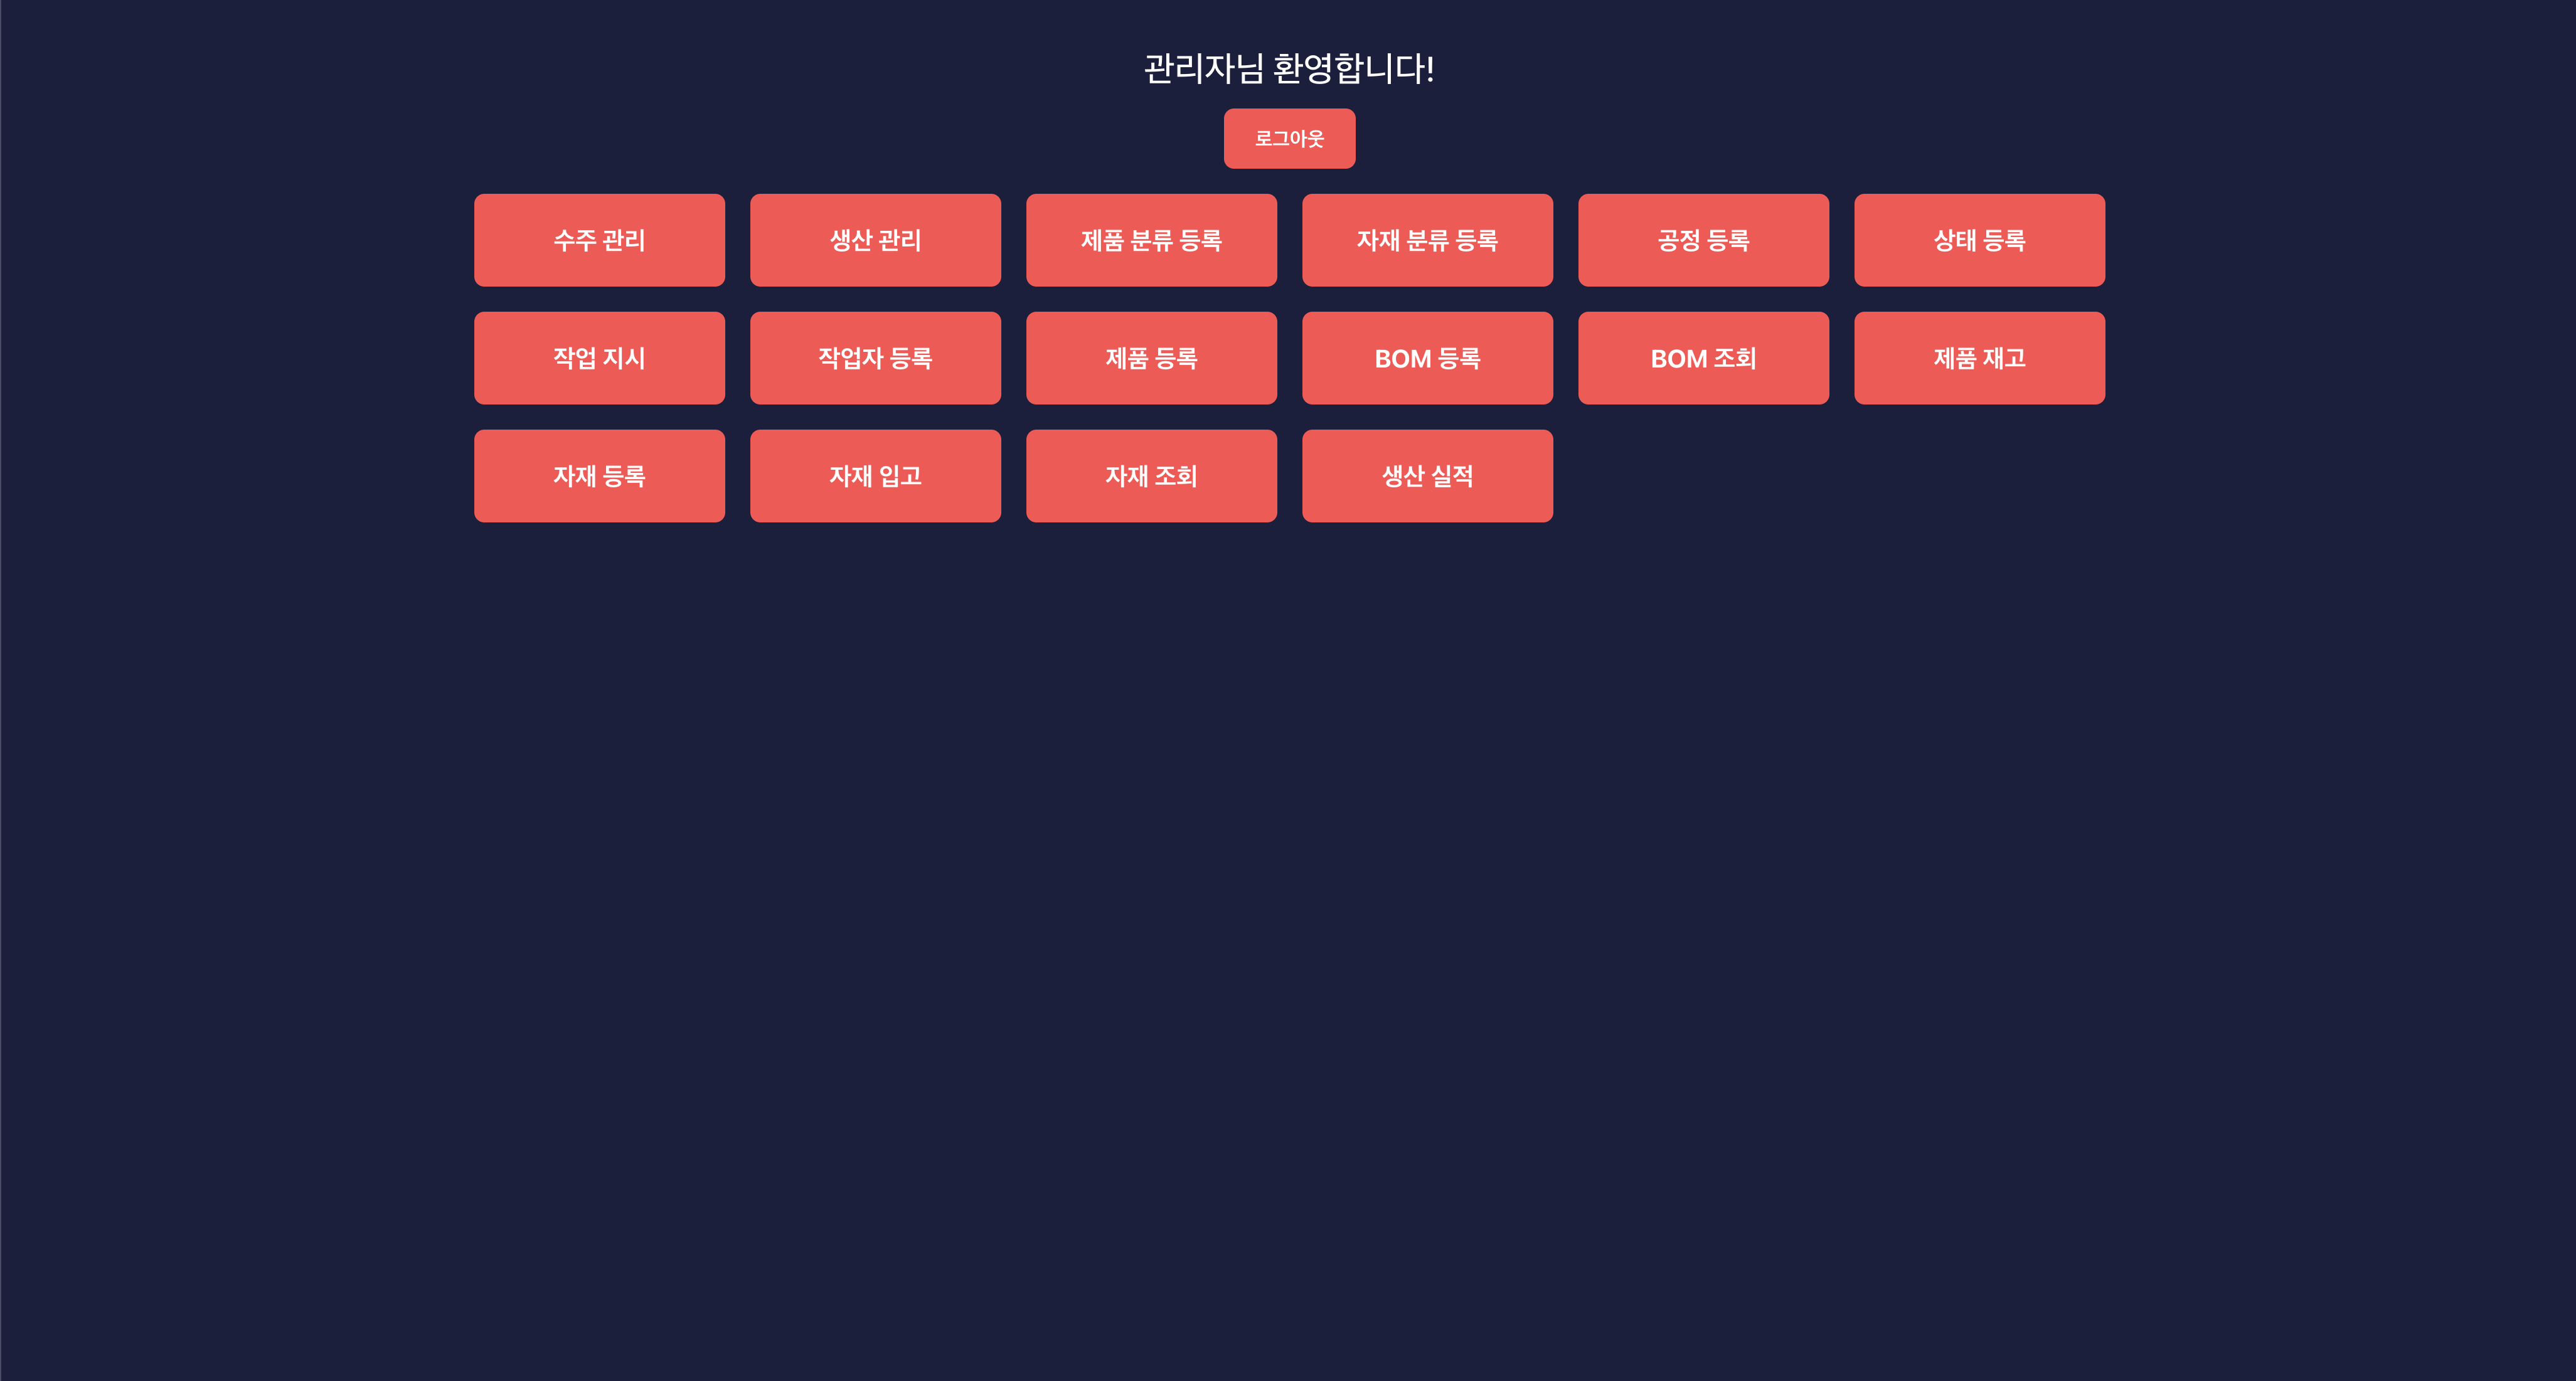 관리자님 환영합니다!
로그아웃
수주 관리
생산 관리
제품 분류 등록
자재 분류 등록
공정 등록
상태 등록
작업 지시
작업자 등록
제품 등록
BOM 등록
BOM 조회
제품 재고
자재 등록
자재 입고
자재 조회
생산 실적